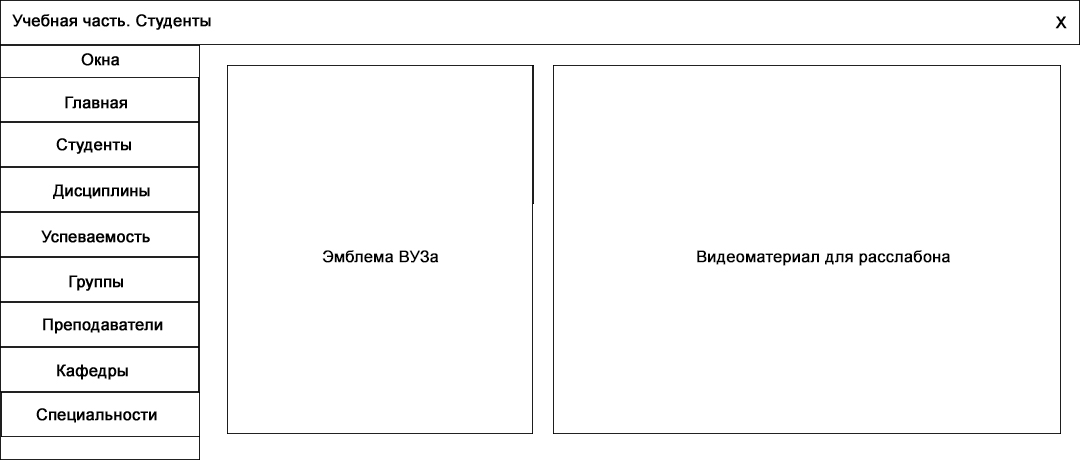 Учебная часть. Студенты
X
Окна
Главная
Студенты
Дисциплины
Успеваемость
Группы
Преподаватели
Кафедры
Специальности
Эмблема ВУЗа
Видеоматериал для расслабона